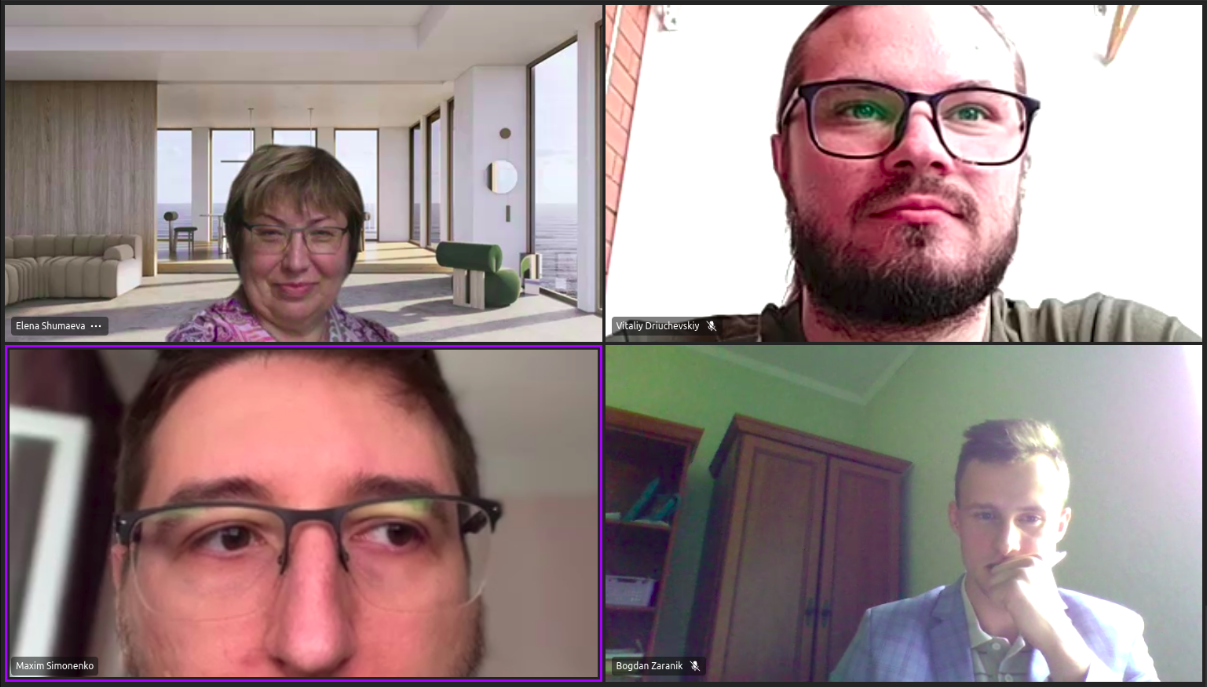 Elena Shumaeva
Vitaliy Driuchevskiy
Maxim Simonenko
Bogdan Zaranik